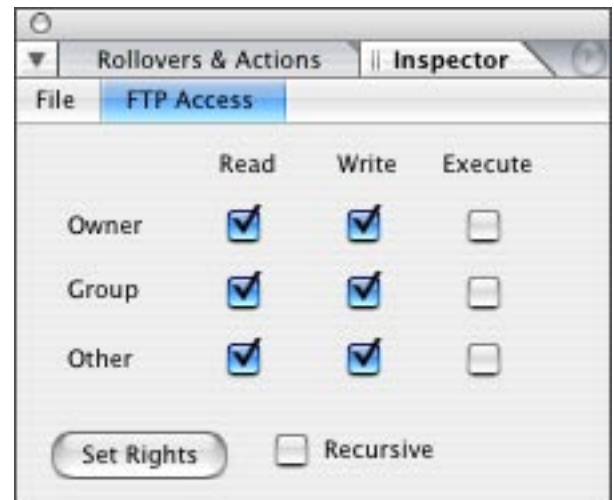 Rollovers & Actions Inspector
File FTP Access
Read Write Execute
Owner
Group
Other
Set Rights Recursive